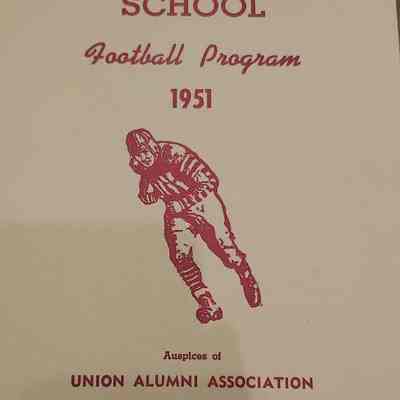 SCHOOL
Football Program
1951
Auspices of
UNION ALUMNI ASSOCIATION